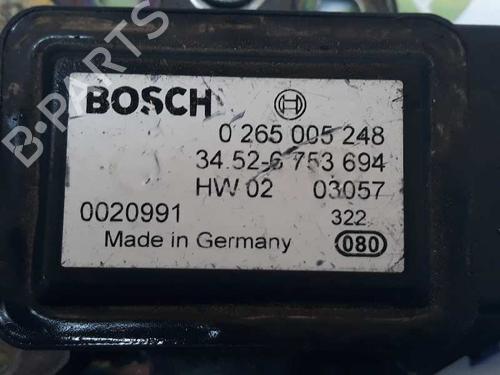 BOSCH
0 265 005 248
34.52-6 753 694
HW 02 03057
0020991 322
Made in Germany 080
B-PARTS